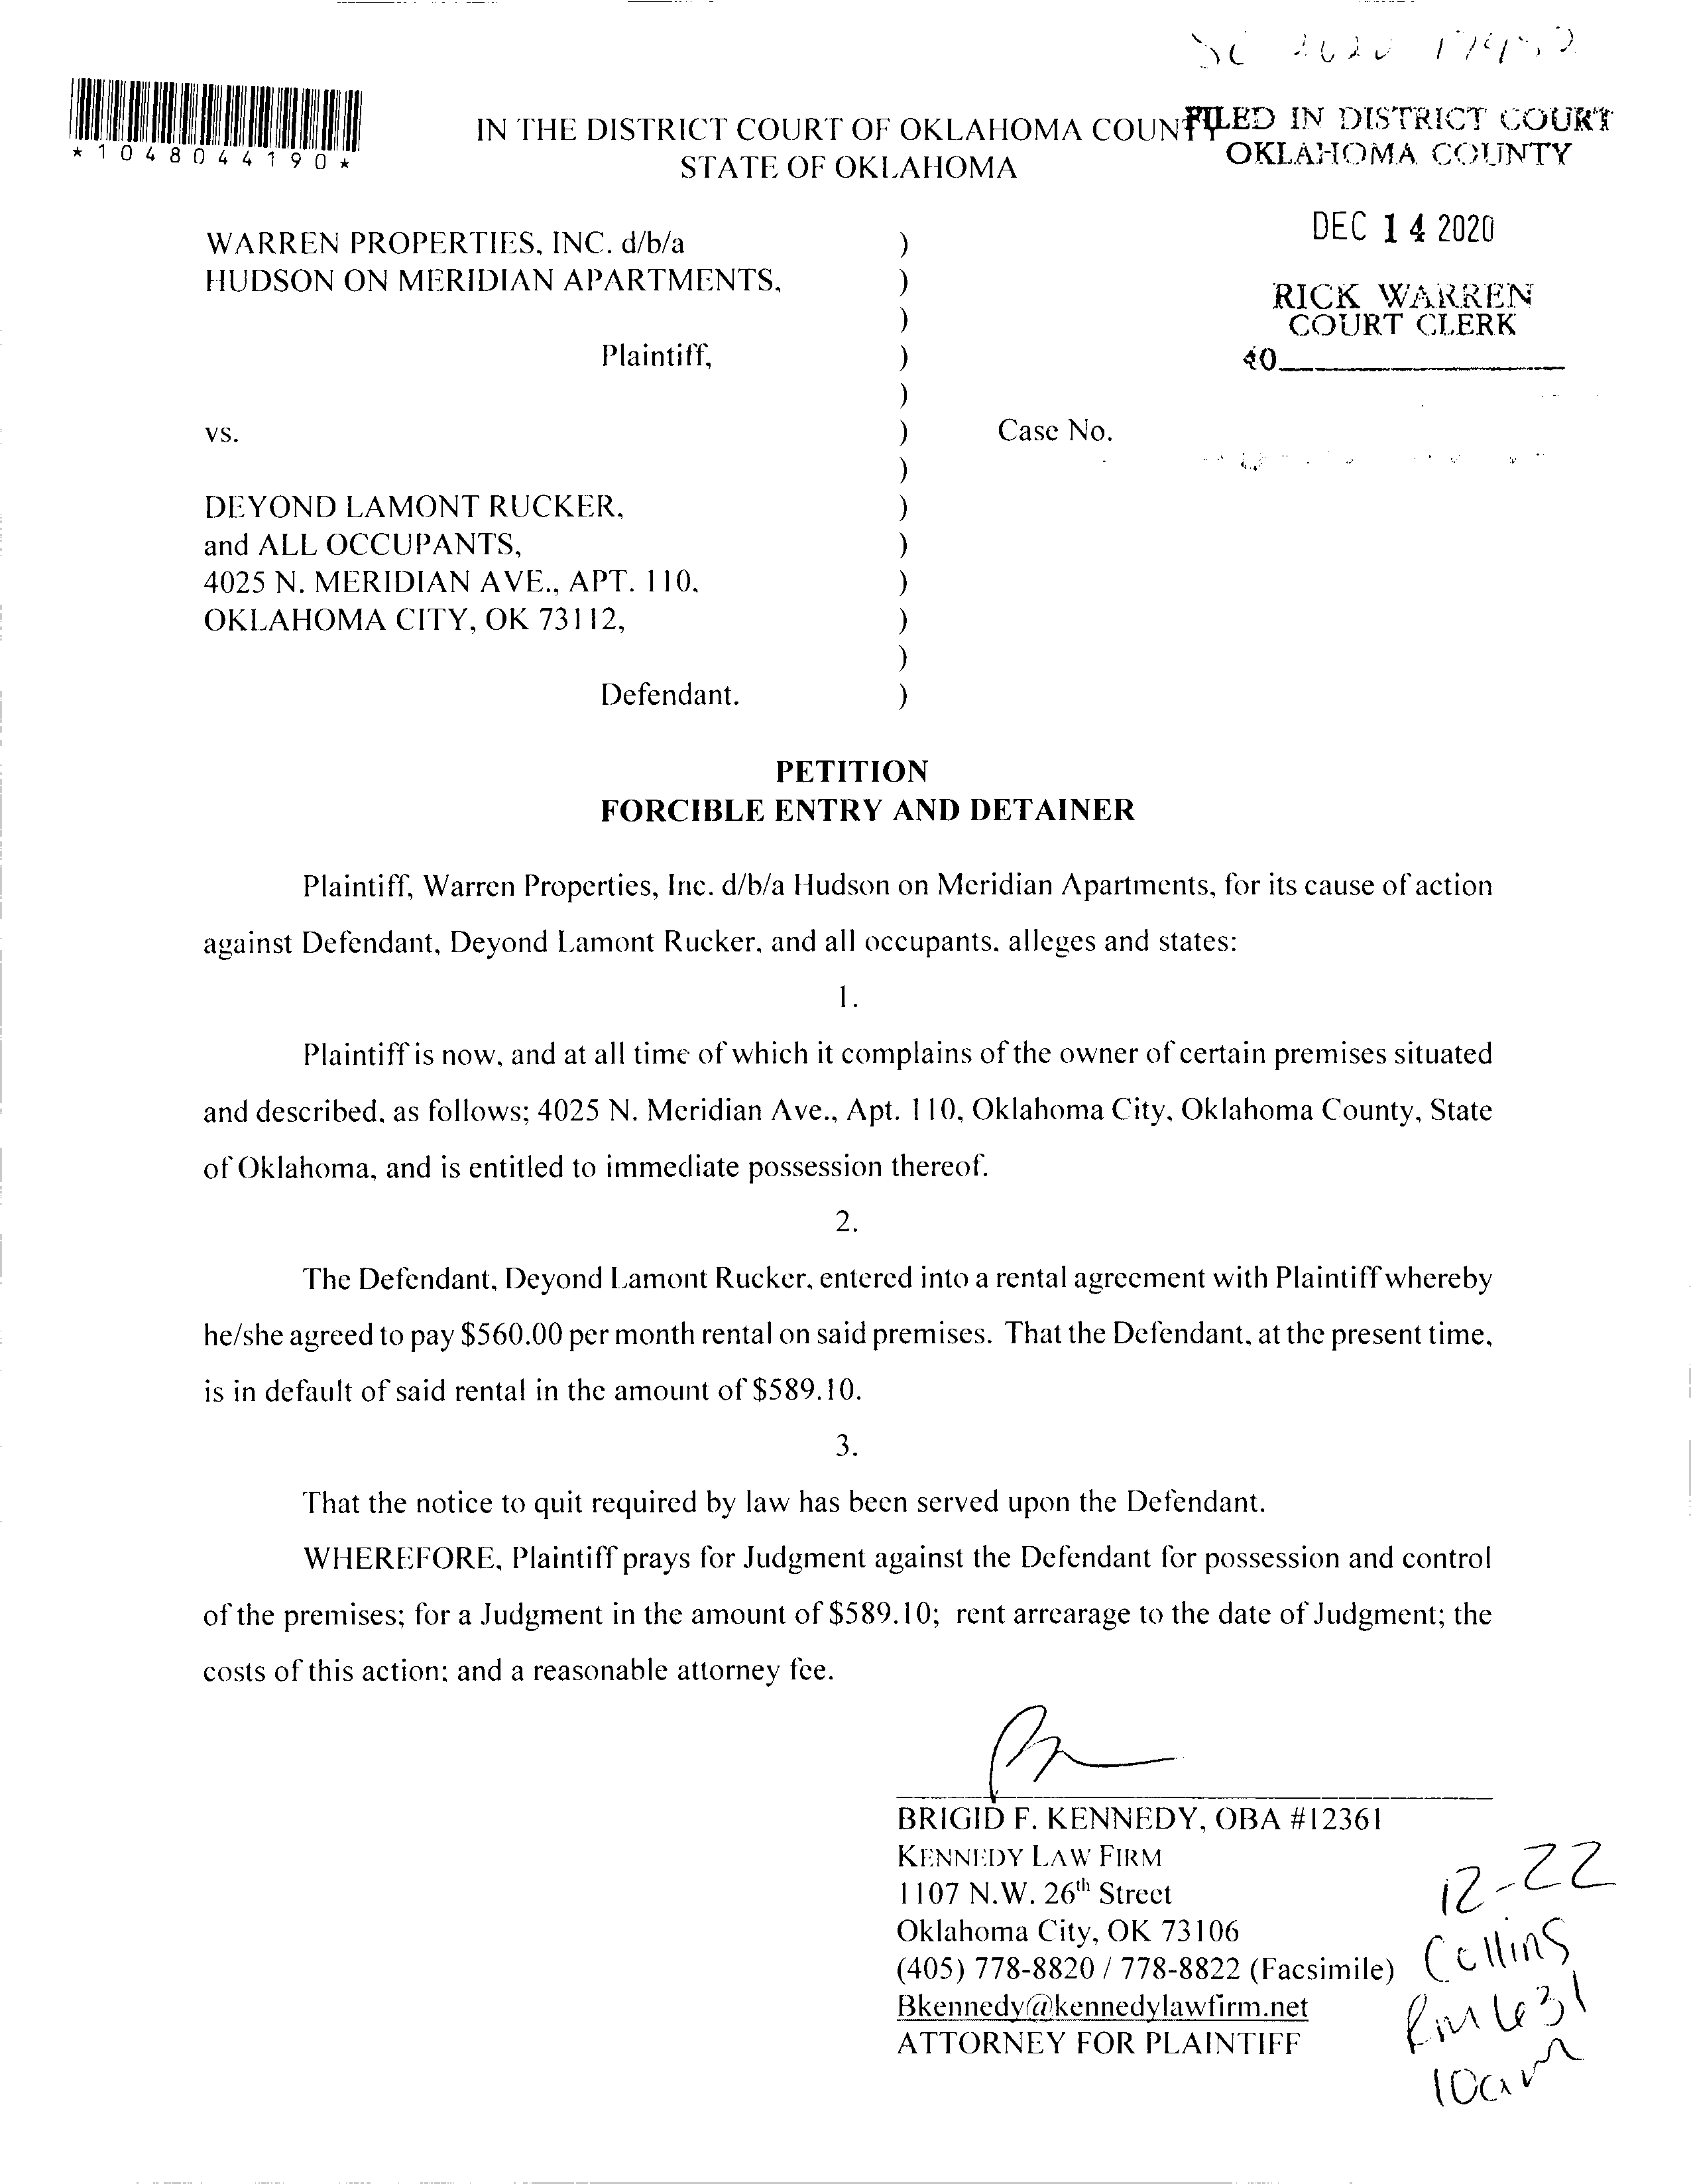 SC 2020
*1048044190*
IN THE DISTRICT COURT OF OKLAHOMA COUNTY
STATE OF OKLAHOMA
FILED IN DISTRICT COURT
OKLAHOMA COUNTY
DEC 14 2020
RICK WARREN
COURT CLERK
40
WARREN PROPERTIES, INC. d/b/a )
HUDSON ON MERIDIAN APARTMENTS, )
)
Plaintiff, )
)
vs. ) Case No.
)
DEYOND LAMONT RUCKER, )
and ALL OCCUPANTS, )
4025 N. MERIDIAN AVE., APT. 110, )
OKLAHOMA CITY, OK 73112, )
)
Defendant. )
PETITION
FORCIBLE ENTRY AND DETAINER
Plaintiff, Warren Properties, Inc. d/b/a Hudson on Meridian Apartments, for its cause of action
against Defendant, Deyond Lamont Rucker, and all occupants, alleges and states:
1.
Plaintiff is now, and at all time of which it complains of the owner of certain premises situated
and described, as follows; 4025 N. Meridian Ave., Apt. 110, Oklahoma City, Oklahoma County, State
of Oklahoma, and is entitled to immediate possession thereof.
2.
The Defendant, Deyond Lamont Rucker, entered into a rental agreement with Plaintiff whereby
he/she agreed to pay $560.00 per month rental on said premises. That the Defendant, at the present time,
is in default of said rental in the amount of $589.10.
3.
That the notice to quit required by law has been served upon the Defendant.
WHEREFORE, Plaintiff prays for Judgment against the Defendant for possession and control
of the premises; for a Judgment in the amount of $589.10; rent arrearage to the date of Judgment; the
costs of this action; and a reasonable attorney fee.
BRIGID F. KENNEDY, OBA #12361
KENNEDY LAW FIRM
1107 N.W. 26th Street
Oklahoma City, OK 73106
(405) 778-8820 / 778-8822 (Facsimile)
Bkennedy@kennedylawfirm.net
ATTORNEY FOR PLAINTIFF
12-22
Collins
Rm 631
10am